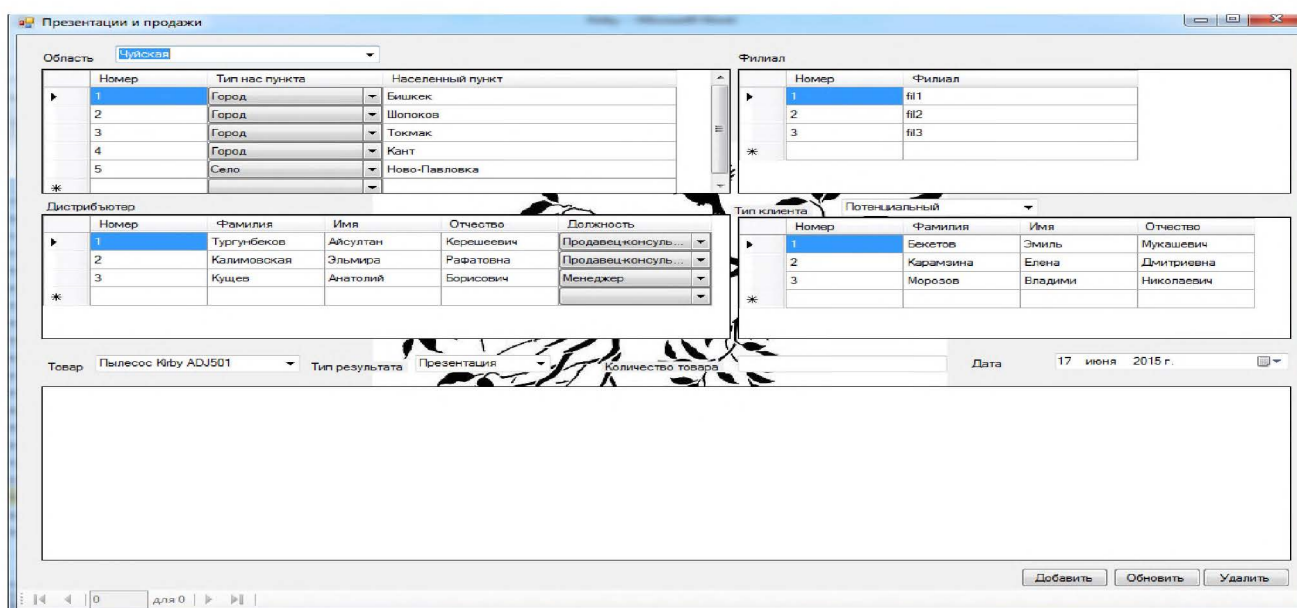 Презентации и продажи
Область Чуйская
Номер Тип нас пункта Населенный пункт
1 Город Бишкек
2 Город Шопоков
3 Город Токмак
4 Город Кант
5 Село Ново-Павловка
Филиал
Номер Филиал
1 fil1
2 fil2
3 fil3
Дистрибъютер
Номер Фамилия Имя Отчество Должность
1 Тургунбеков Айсултан Керешеевич Продавец-консуль...
2 Калимовская Эльмира Рафатовна Продавец-консуль...
3 Кущев Анатолий Борисович Менеджер
Тип клиента Потенциальный
Номер Фамилия Имя Отчество
1 Бекетов Эмиль Мукашевич
2 Карамзина Елена Дмитриевна
3 Морозов Владими Николаевич
Товар Пылесос Kirby ADJ501 Тип результата Презентация Количество товара Дата 17 июня 2015 г.
Добавить Обновить Удалить
0 для 0